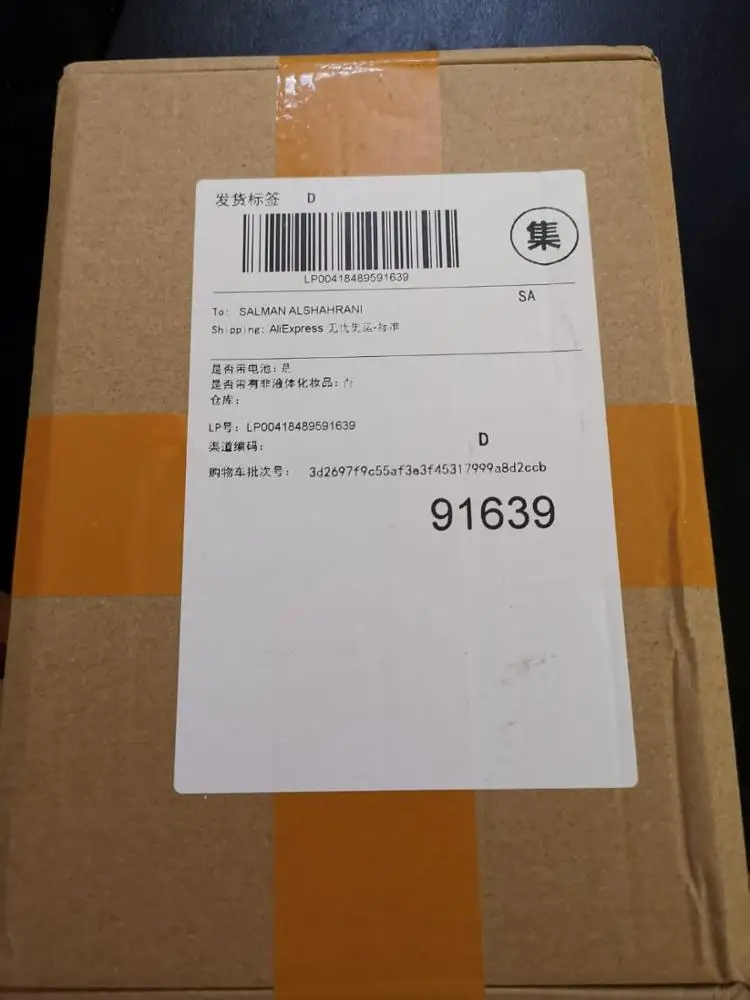 发货标签 D
集
LP00418489591639
SA
To: SALMAN ALSHAHRANI
Shipping: AliExpress 无忧集运-标准
是否带电池: 是
是否带有非液体化妆品: 否
仓库:
LP号: LP00418489591639
渠道编码:
D
购物车批次号: 3d2697f9c55af3e3f45317999a8d2ccb
91639